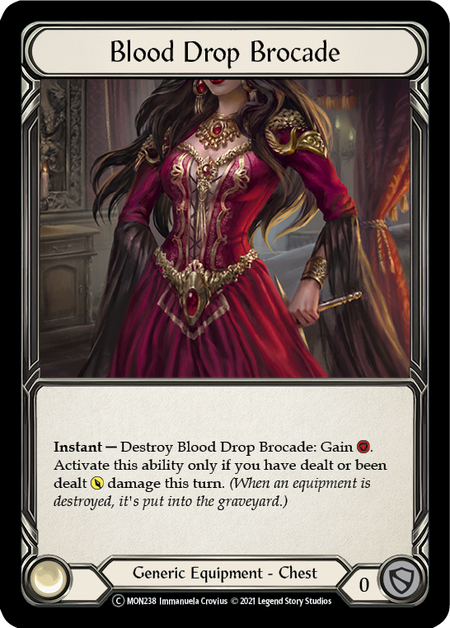 Blood Drop Brocade
Instant — Destroy Blood Drop Brocade: Gain .
Activate this ability only if you have dealt or been
dealt damage this turn. (When an equipment is
destroyed, it's put into the graveyard.)
Generic Equipment - Chest
0
C MON238 Immanuela Crovius © 2021 Legend Story Studios